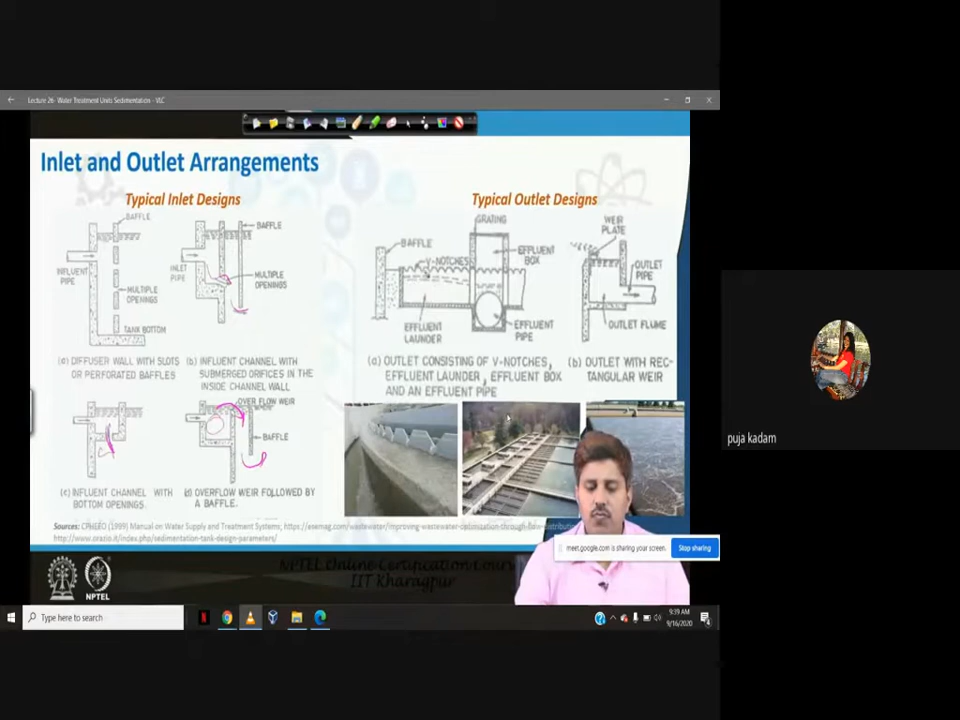 Lecture 26- Water Treatment Units Sedimentation - VLC
Inlet and Outlet Arrangements
Typical Inlet Designs
Typical Outlet Designs
BAFFLE
INFLUENT PIPE
MULTIPLE OPENINGS
TANK BOTTOM
(a) DIFFUSER WALL WITH SLOTS
OR PERFORATED BAFFLES
BAFFLE
INLET PIPE
MULTIPLE OPENINGS
(b) INFLUENT CHANNEL WITH
SUBMERGED ORIFICES IN THE
INSIDE CHANNEL WALL
(c) INFLUENT CHANNEL WITH
BOTTOM OPENINGS.
OVER FLOW WEIR
BAFFLE
(d) OVERFLOW WEIR FOLLOWED BY
A BAFFLE.
GRATING
BAFFLE
V-NOTCHES
EFFLUENT BOX
EFFLUENT LAUNDER
EFFLUENT PIPE
(a) OUTLET CONSISTING OF V-NOTCHES,
EFFLUENT LAUNDER, EFFLUENT BOX
AND AN EFFLUENT PIPE
WEIR PLATE
OUTLET PIPE
OUTLET FLUME
(b) OUTLET WITH REC-
TANGULAR WEIR
Sources: CPHEEO (1999) Manual on Water Supply and Treatment Systems; https://esemag.com/wastewater/improving-wastewater-optimization-through-flow-distribution
http://www.orazio.it/index.php/sedimentation-tank-design-parameters/
NPTEL Online Certification Cour
IIT Kharagpur
NPTEL
meet.google.com is sharing your screen.
Stop sharing
Type here to search
9:39 AM
9/16/2020
puja kadam